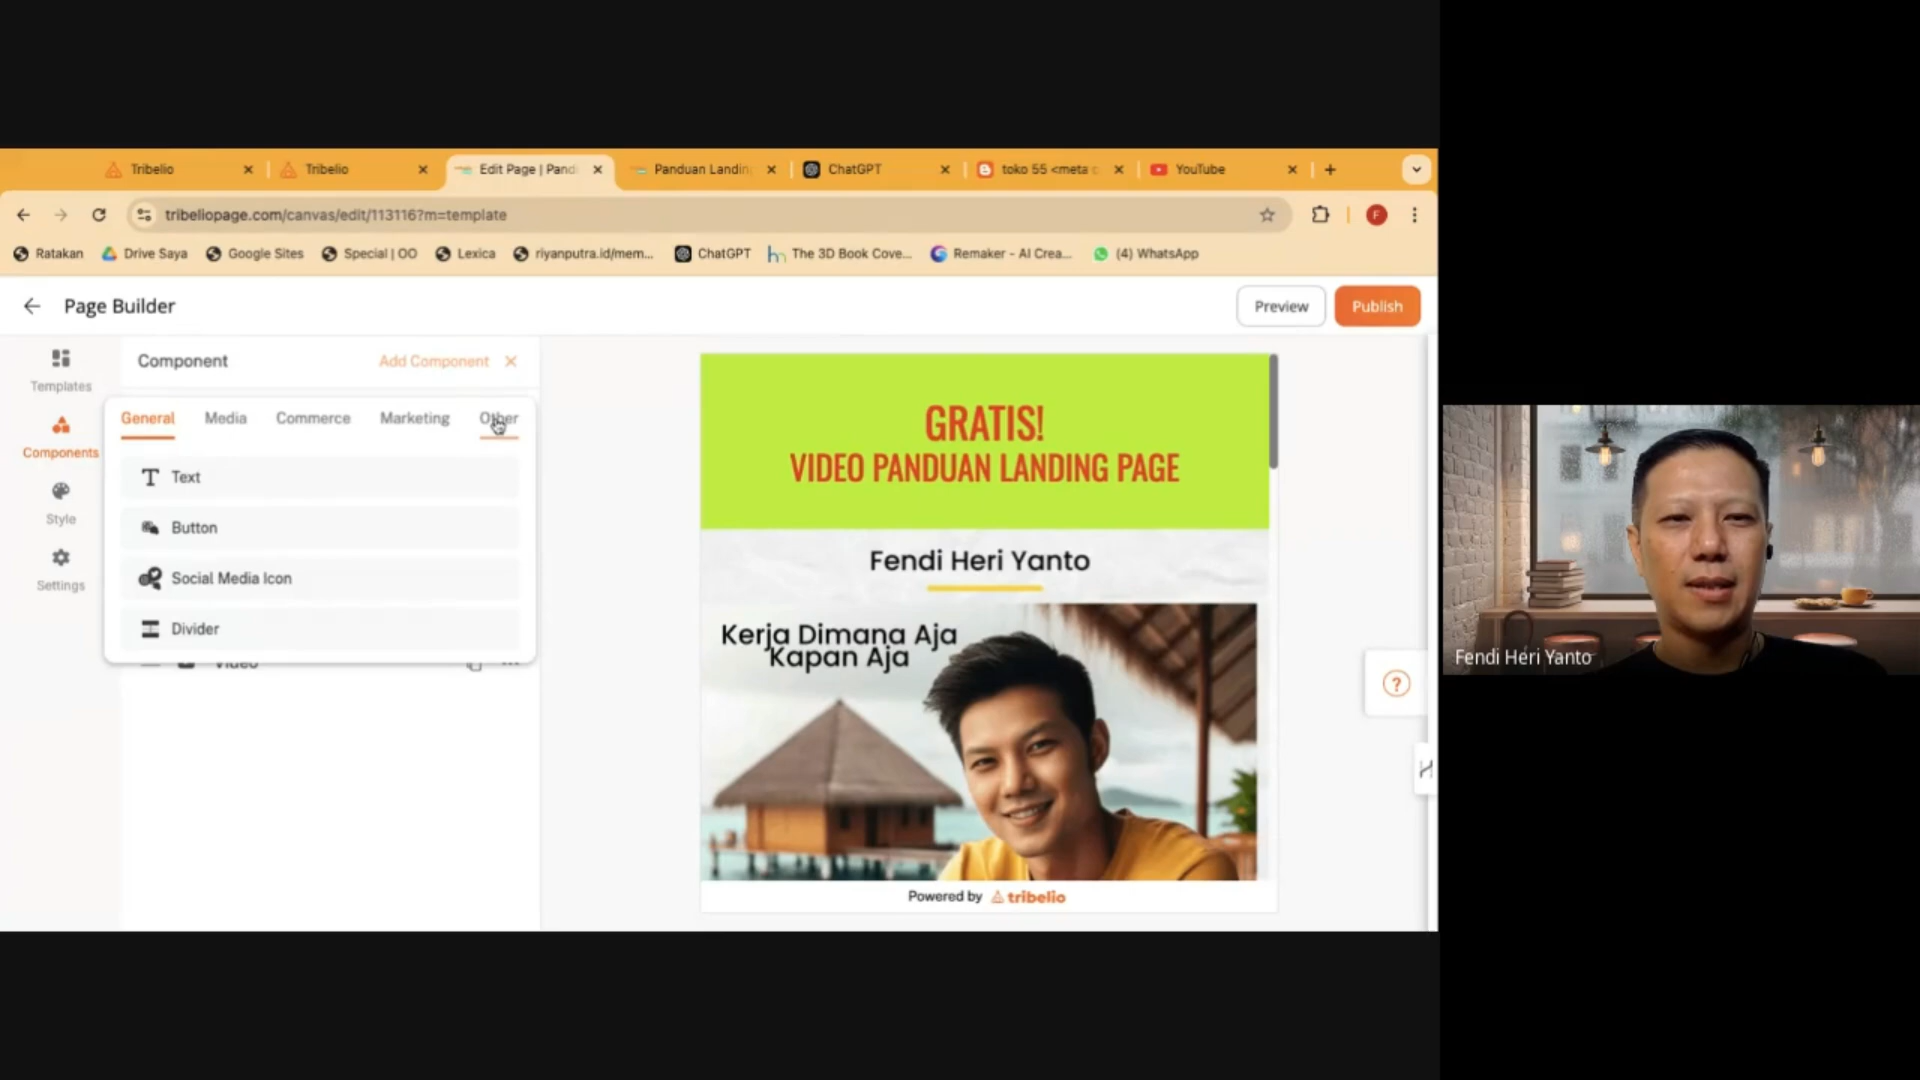 Tribelio
Tribelio
Edit Page | Pand
Panduan Landin
ChatGPT
toko 55 <meta c
YouTube
tribeliopage.com/canvas/edit/113116?m=template
Ratakan
Drive Saya
Google Sites
Special | OO
Lexica
riyanputra.id/mem...
ChatGPT
The 3D Book Cove...
Remaker - AI Crea...
(4) WhatsApp
Page Builder
Preview
Publish
Templates
Components
Style
Settings
Component
Add Component
General
Media
Commerce
Marketing
Other
Text
Button
Social Media Icon
Divider
Video
GRATIS!
VIDEO PANDUAN LANDING PAGE
Fendi Heri Yanto
Kerja Dimana Aja
Kapan Aja
Powered by tribelio
Fendi Heri Yanto